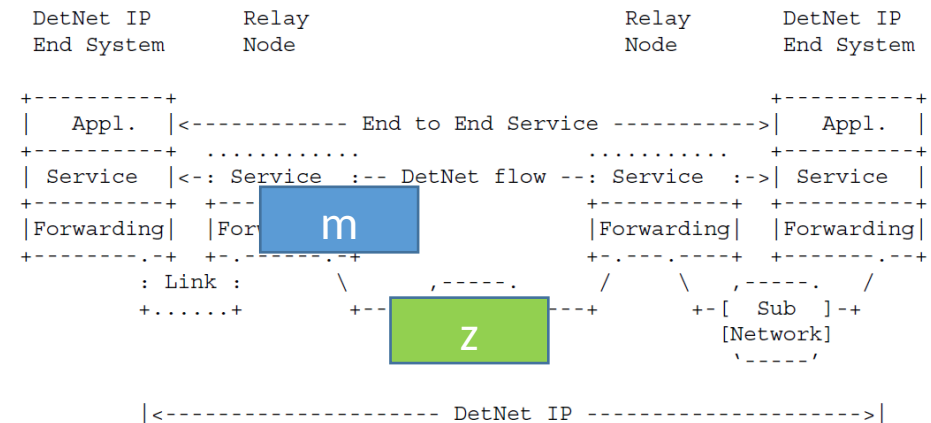 DetNet IP Relay Relay DetNet IP
End System Node Node End System
+----------+ +----------+
| Appl. |<------------ End to End Service ----------->| Appl. |
+----------+ ............ ........... +----------+
| Service |<-: Service :-- DetNet flow --: Service :->| Service |
+----------+ +- +----------+ +----------+
|Forwarding| |For m |Forwarding| |Forwarding|
+--------.-+ +-.------.-+ +-.---.----+ +-------.--+
: Link : \ ,-----. / \ ,-----. /
+......+ +-- z ---+ +-[ Sub ]-+
[Network]
`-----'
|<--------------------- DetNet IP --------------------->|